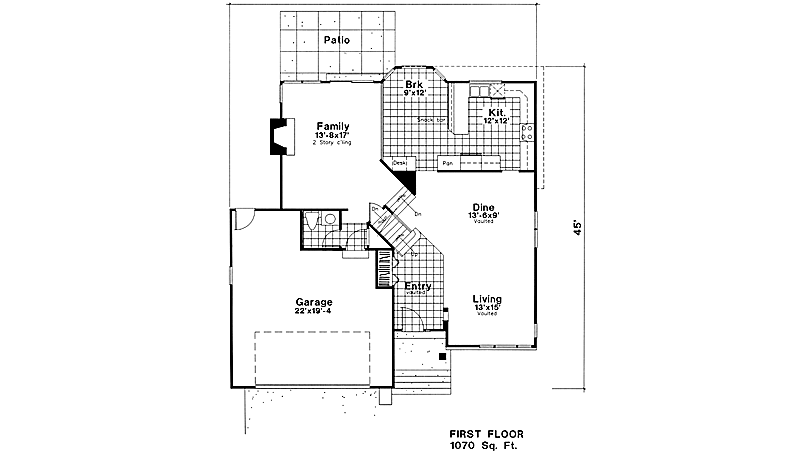 Patio
Brk
9'x12'
Kit.
12'x12'
Snack bar
Family
13'-8x17'
2 Story c'ling
Desk
Pan
Dn
Dn
Dine
13'-6x9'
Vaulted
45'
Up
Entry
vaulted
Living
13'x15'
Vaulted
Garage
22'x19'-4
FIRST FLOOR
1070 Sq. Ft.